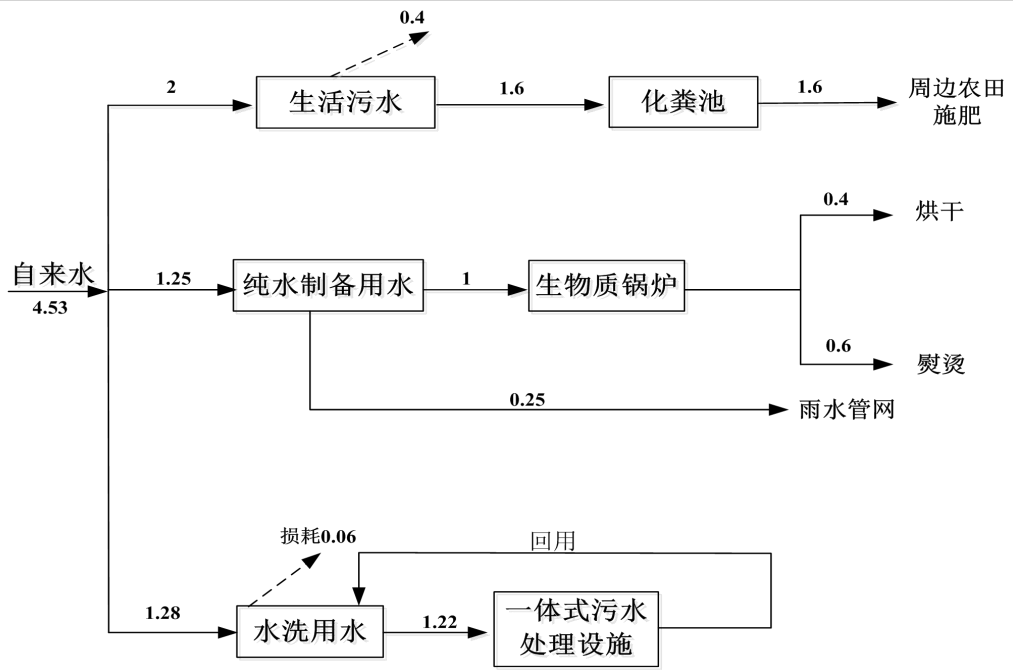 0.4
2
生活污水
1.6
化粪池
1.6
周边农田
施肥
0.4
烘干
自来水
4.53
1.25
纯水制备用水
1
生物质锅炉
0.6
熨烫
0.25
雨水管网
损耗0.06
回用
1.28
水洗用水
1.22
一体式污水
处理设施